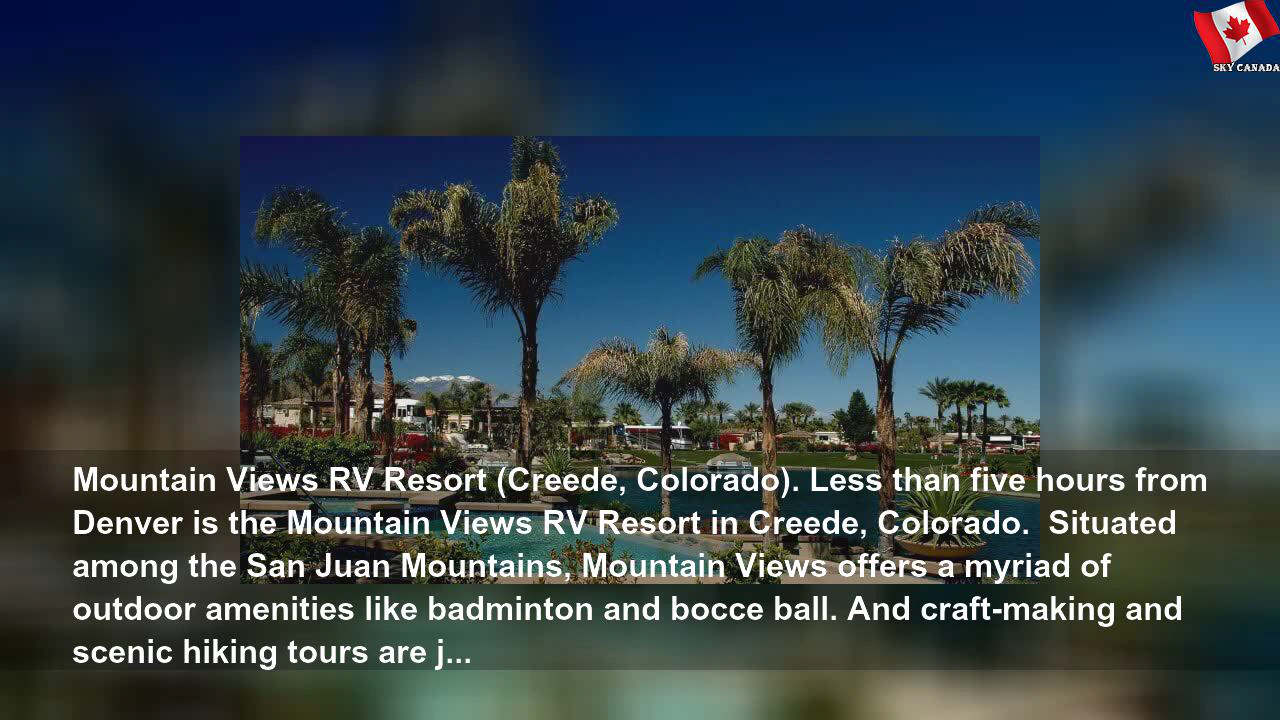 SKY CANADA
Mountain Views RV Resort (Creede, Colorado). Less than five hours from
Denver is the Mountain Views RV Resort in Creede, Colorado.  Situated
among the San Juan Mountains, Mountain Views offers a myriad of
outdoor amenities like badminton and bocce ball. And craft-making and
scenic hiking tours are j...